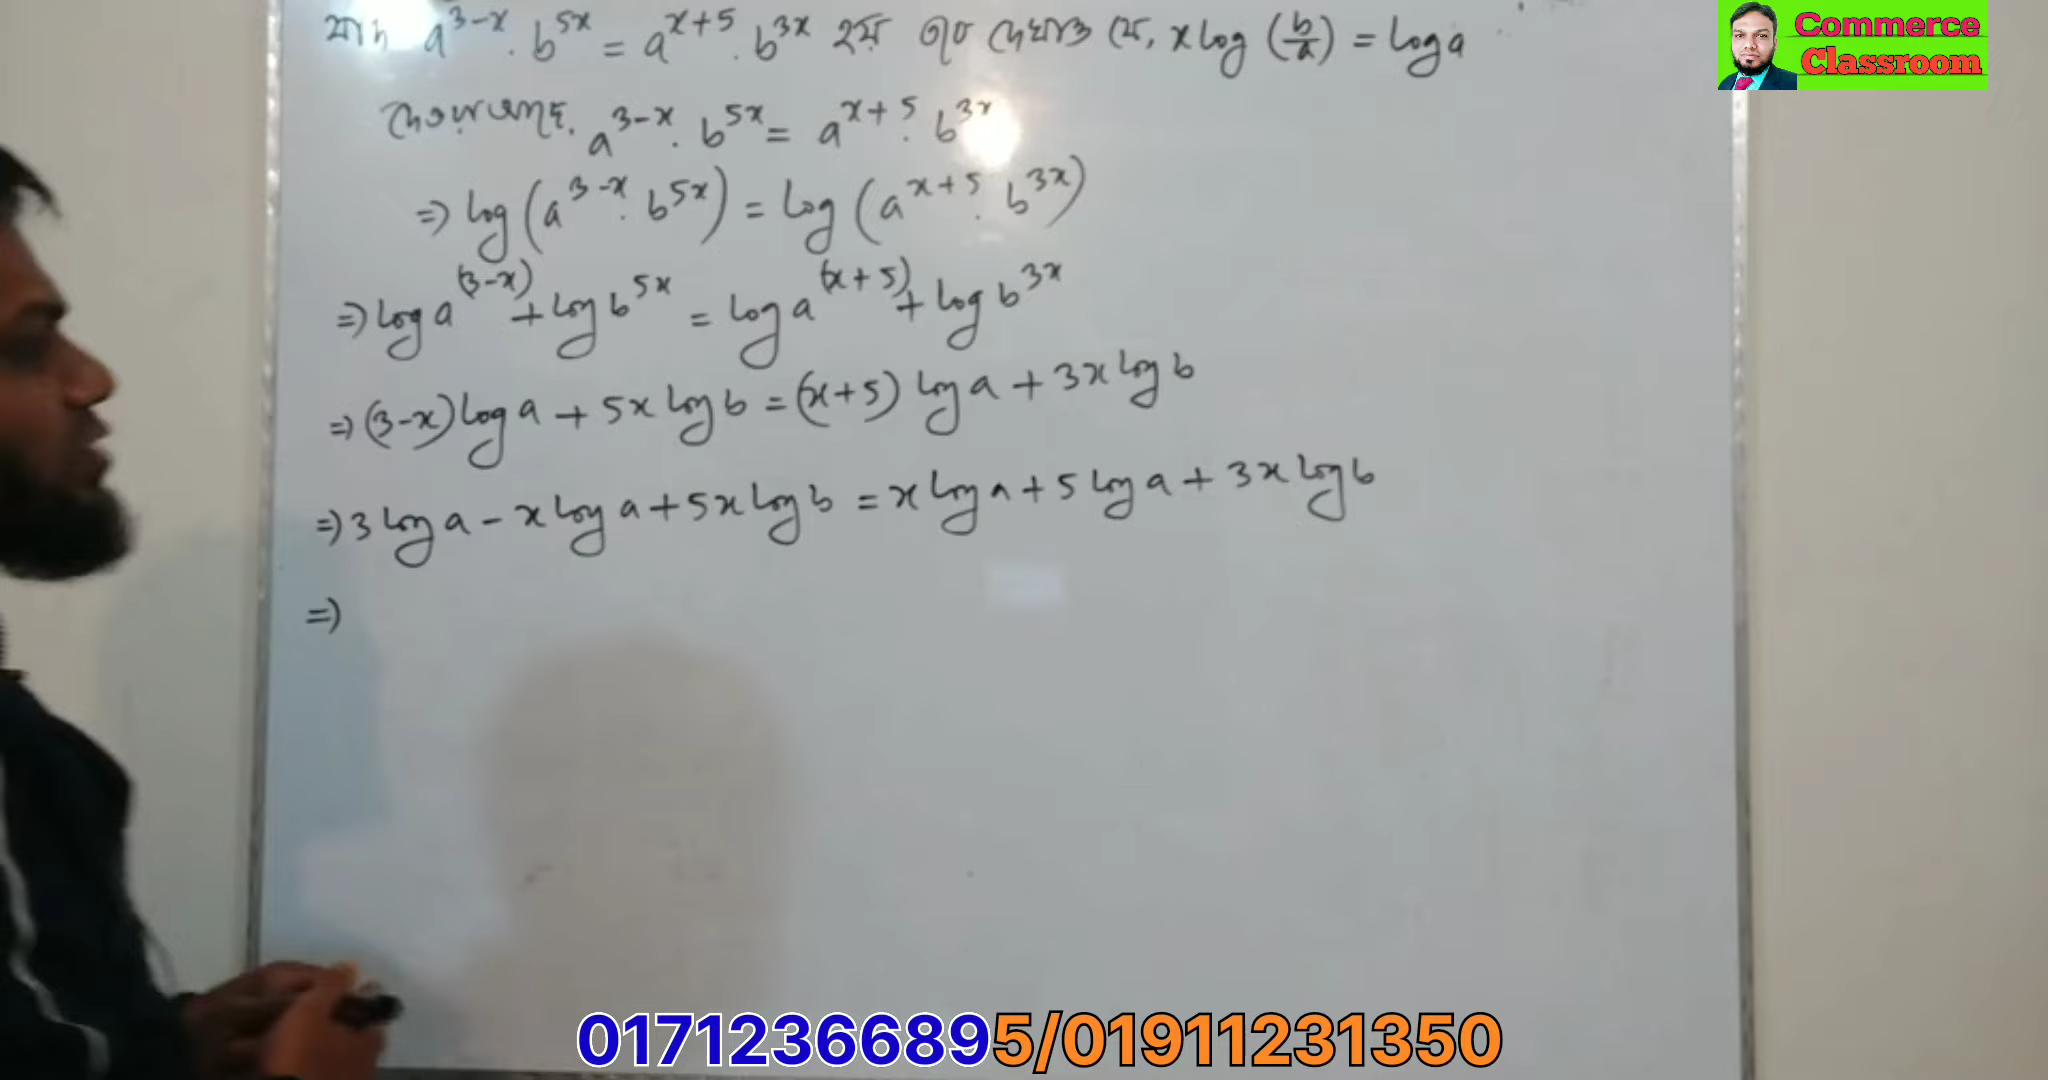 যদি a^{3-x} . b^{5x} = a^{x+5} . b^{3x} হয় তবে দেখাও যে, x log (b/a) = log a
দেওয়া আছে, a^{3-x} . b^{5x} = a^{x+5} . b^{3x}
⇒ log (a^{3-x} . b^{5x}) = log (a^{x+5} . b^{3x})
⇒ log a^{(3-x)} + log b^{5x} = log a^{(x+5)} + log b^{3x}
⇒ (3-x) log a + 5x log b = (x+5) log a + 3x log b
⇒ 3 log a - x log a + 5x log b = x log a + 5 log a + 3x log b
⇒
Commerce
Classroom
01712366895/01911231350